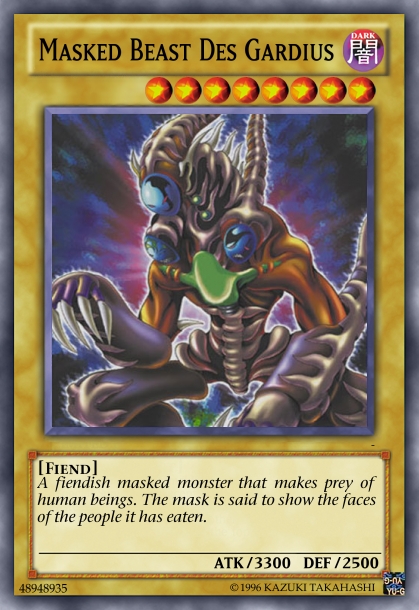 MASKED BEAST DES GARDIUS
DARK
闇
[FIEND]
A fiendish masked monster that makes prey of
human beings. The mask is said to show the faces
of the people it has eaten.
ATK/3300 DEF/2500
48948935
©1996 KAZUKI TAKAHASHI